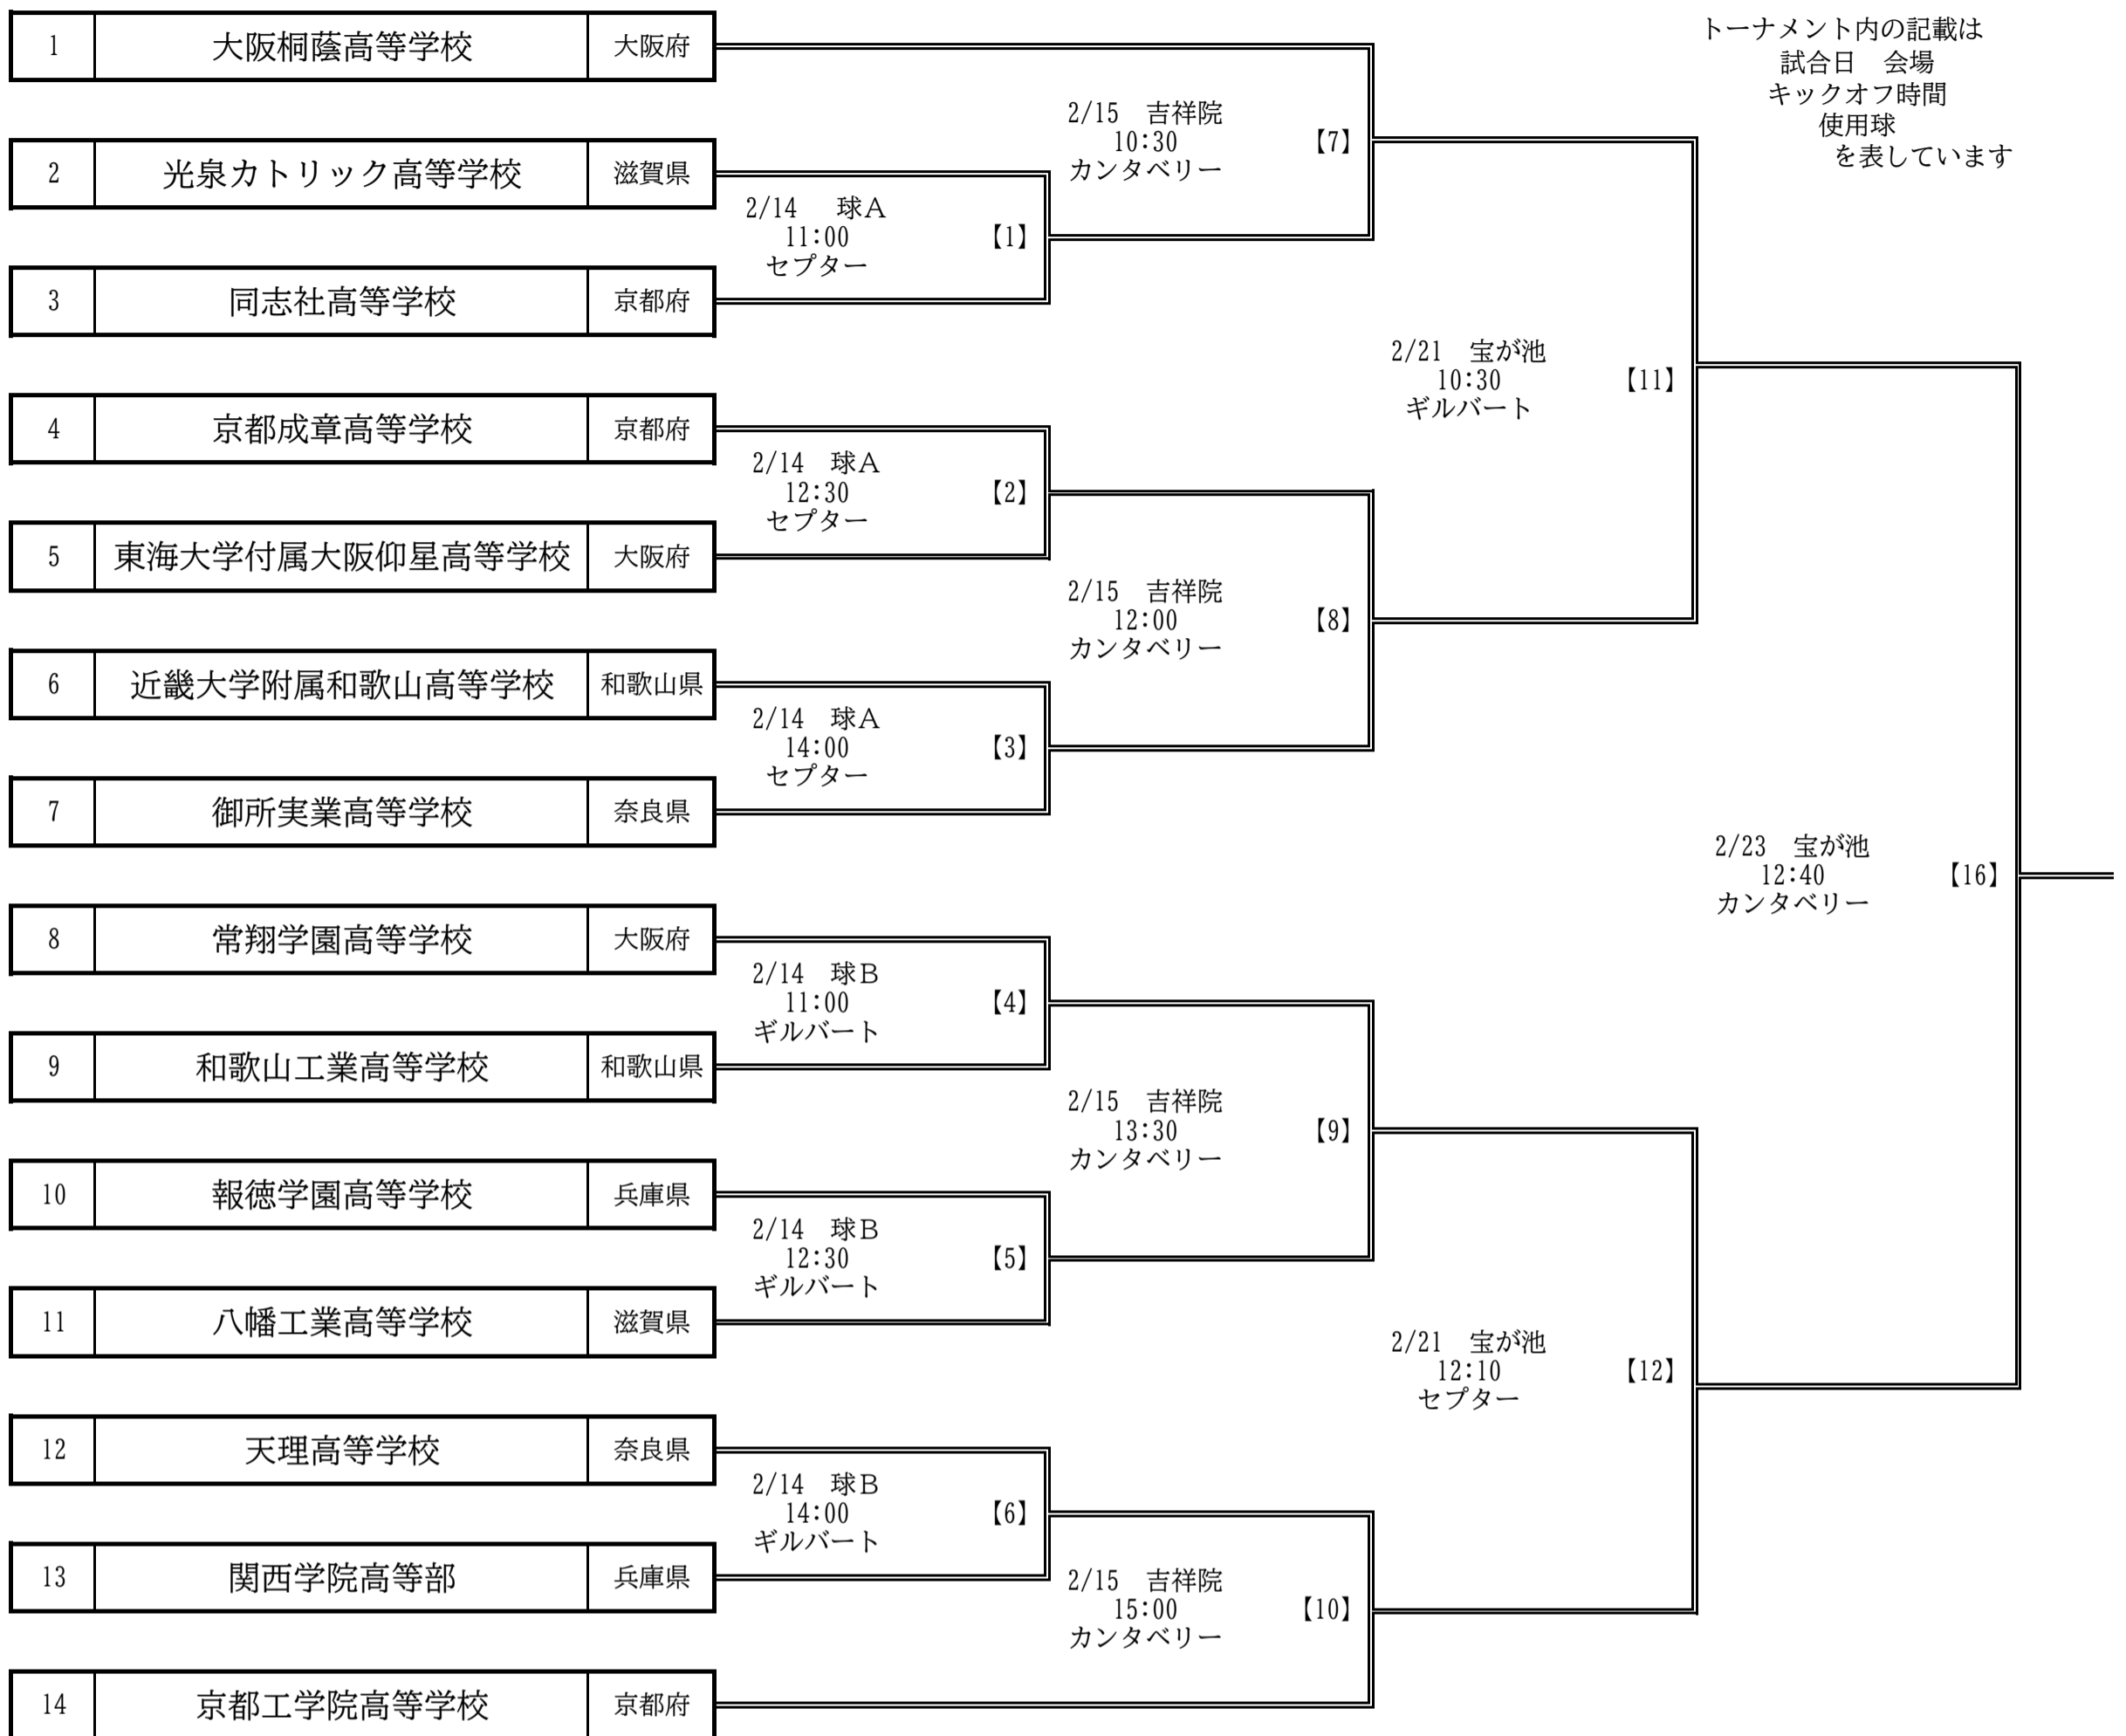 トーナメント内の記載は
試合日　会場
キックオフ時間
使用球
を表しています
1 大阪桐蔭高等学校 大阪府
2/15　吉祥院
10:30 【7】
カンタベリー
2 光泉カトリック高等学校 滋賀県
2/14　球A
11:00 【1】
セプター
3 同志社高等学校 京都府
2/21　宝が池
10:30 【11】
ギルバート
4 京都成章高等学校 京都府
2/14　球A
12:30 【2】
セプター
5 東海大学付属大阪仰星高等学校 大阪府
2/15　吉祥院
12:00 【8】
カンタベリー
6 近畿大学附属和歌山高等学校 和歌山県
2/14　球A
14:00 【3】
セプター
7 御所実業高等学校 奈良県
2/23　宝が池
12:40 【16】
カンタベリー
8 常翔学園高等学校 大阪府
2/14　球B
11:00 【4】
ギルバート
9 和歌山工業高等学校 和歌山県
2/15　吉祥院
13:30 【9】
カンタベリー
10 報徳学園高等学校 兵庫県
2/14　球B
12:30 【5】
ギルバート
11 八幡工業高等学校 滋賀県
2/21　宝が池
12:10 【12】
セプター
12 天理高等学校 奈良県
2/14　球B
14:00 【6】
ギルバート
13 関西学院高等部 兵庫県
2/15　吉祥院
15:00 【10】
カンタベリー
14 京都工学院高等学校 京都府